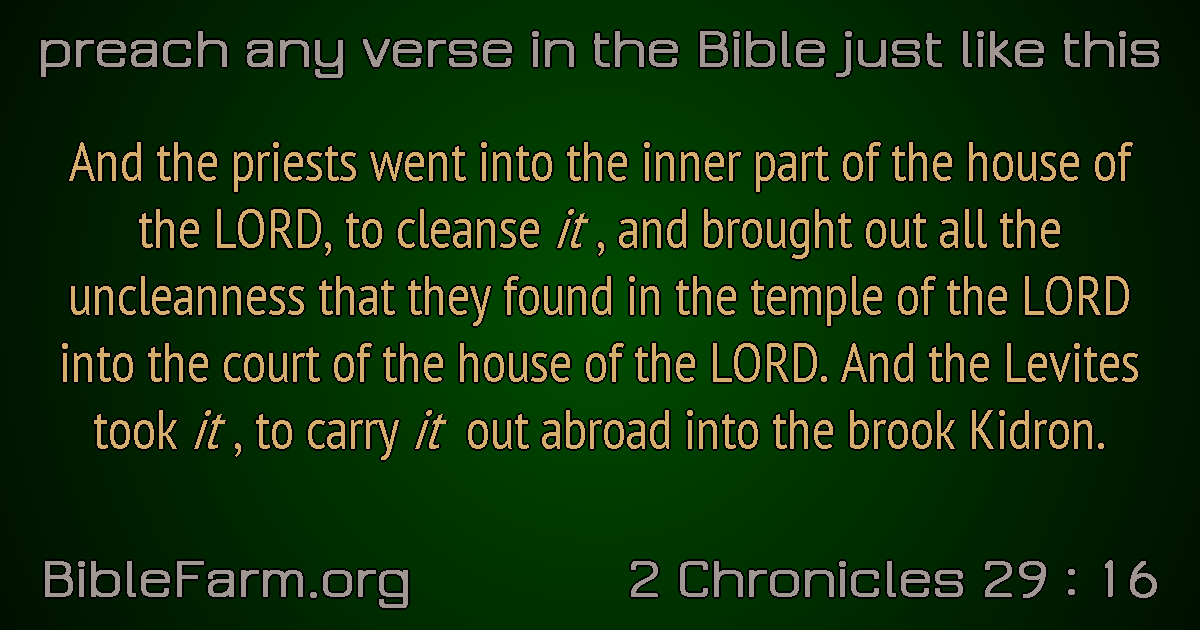 preach any verse in the Bible just like this
And the priests went into the inner part of the house of
the LORD, to cleanse it , and brought out all the
uncleanness that they found in the temple of the LORD
into the court of the house of the LORD. And the Levites
took it , to carry it out abroad into the brook Kidron.
BibleFarm.org
2 Chronicles 29 : 16